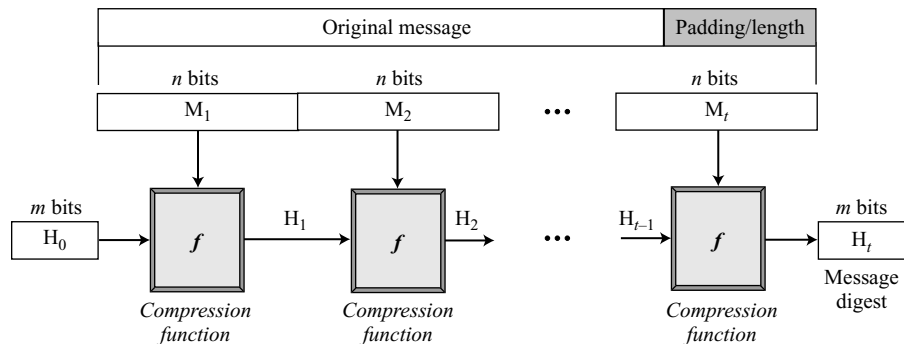 Original message
Padding/length
n bits
n bits
n bits
M1
M2
•••
Mt
m bits
H0
f
H1
f
H2
•••
Ht–1
f
m bits
Ht
Message
digest
Compression
function
Compression
function
Compression
function